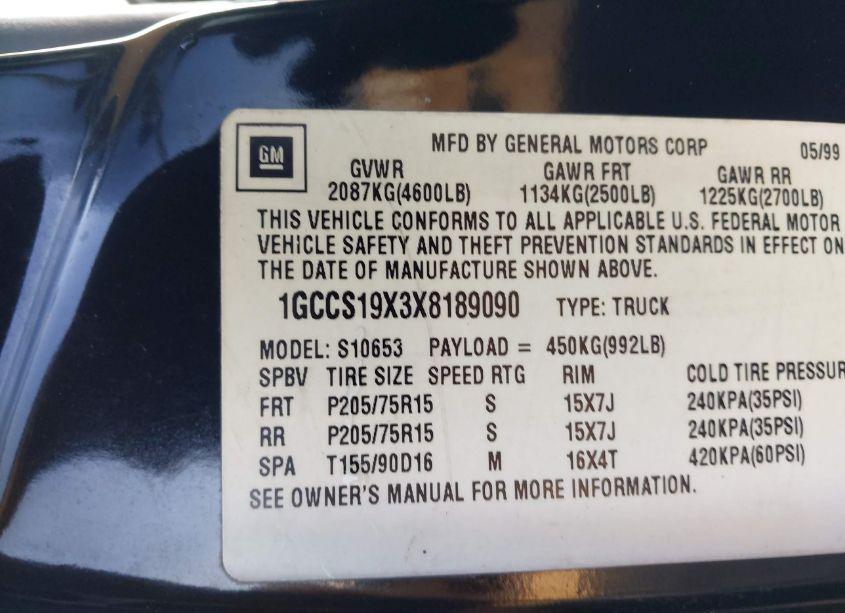 GM
MFD BY GENERAL MOTORS CORP 05/99
GVWR GAWR FRT GAWR RR
2087KG(4600LB) 1134KG(2500LB) 1225KG(2700LB)
THIS VEHICLE CONFORMS TO ALL APPLICABLE U.S. FEDERAL MOTOR
VEHICLE SAFETY AND THEFT PREVENTION STANDARDS IN EFFECT ON
THE DATE OF MANUFACTURE SHOWN ABOVE.
1GCCS19X3X8189090 TYPE: TRUCK
MODEL: S10653 PAYLOAD = 450KG(992LB)
SPBV TIRE SIZE SPEED RTG RIM COLD TIRE PRESSUR
FRT P205/75R15 S 15X7J 240KPA(35PSI)
RR P205/75R15 S 15X7J 240KPA(35PSI)
SPA T155/90D16 M 16X4T 420KPA(60PSI)
SEE OWNER'S MANUAL FOR MORE INFORMATION.